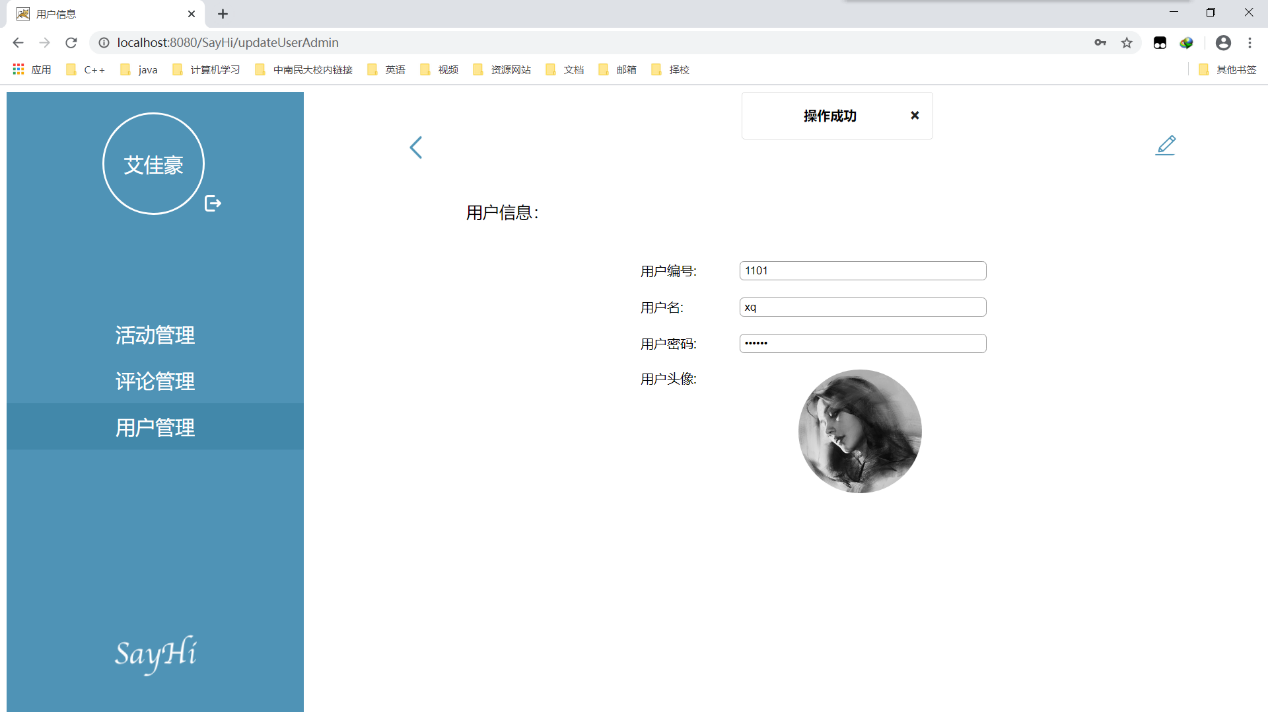 用户信息
localhost:8080/SayHi/updateUserAdmin
应用 C++ java 计算机学习 中南民大校内链接 英语 视频 资源网站 文档 邮箱 择校 其他书签
操作成功 ×
艾佳豪
用户信息：
用户编号: 1101
用户名: xq
用户密码: ••••••
用户头像:
活动管理
评论管理
用户管理
SayHi